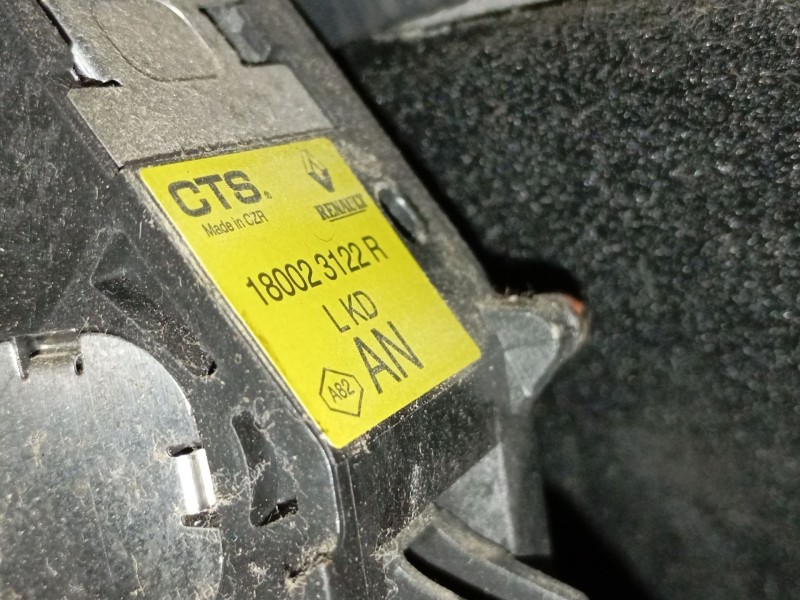 CTS®
Made in CZR
RENAULT
18002 3122 R
LKD
AN
A82